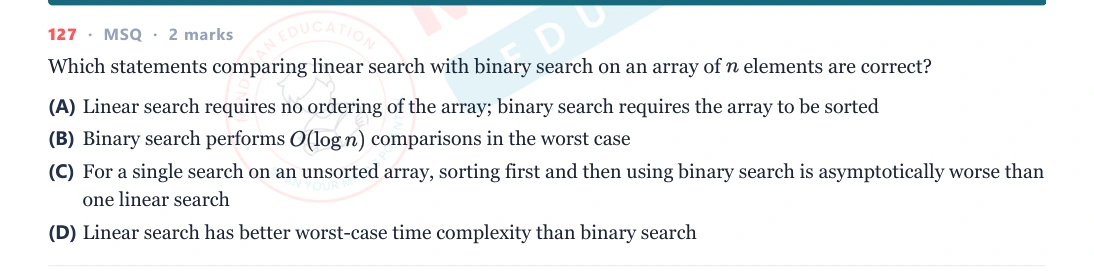 127 · MSQ · 2 marks
Which statements comparing linear search with binary search on an array of n elements are correct?
(A) Linear search requires no ordering of the array; binary search requires the array to be sorted
(B) Binary search performs O(log n) comparisons in the worst case
(C) For a single search on an unsorted array, sorting first and then using binary search is asymptotically worse than
one linear search
(D) Linear search has better worst-case time complexity than binary search